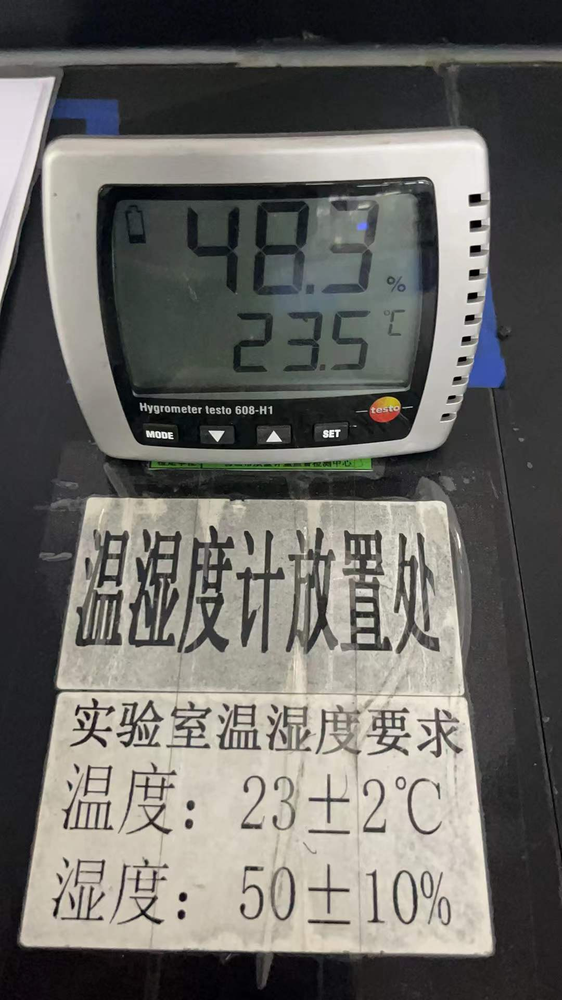 48.3 %
23.5 ℃
Hygrometer testo 608-H1
testo
MODE ▼ ▲ SET
温湿度计放置处
实验室温湿度要求
温度：23±2℃
湿度：50±10%